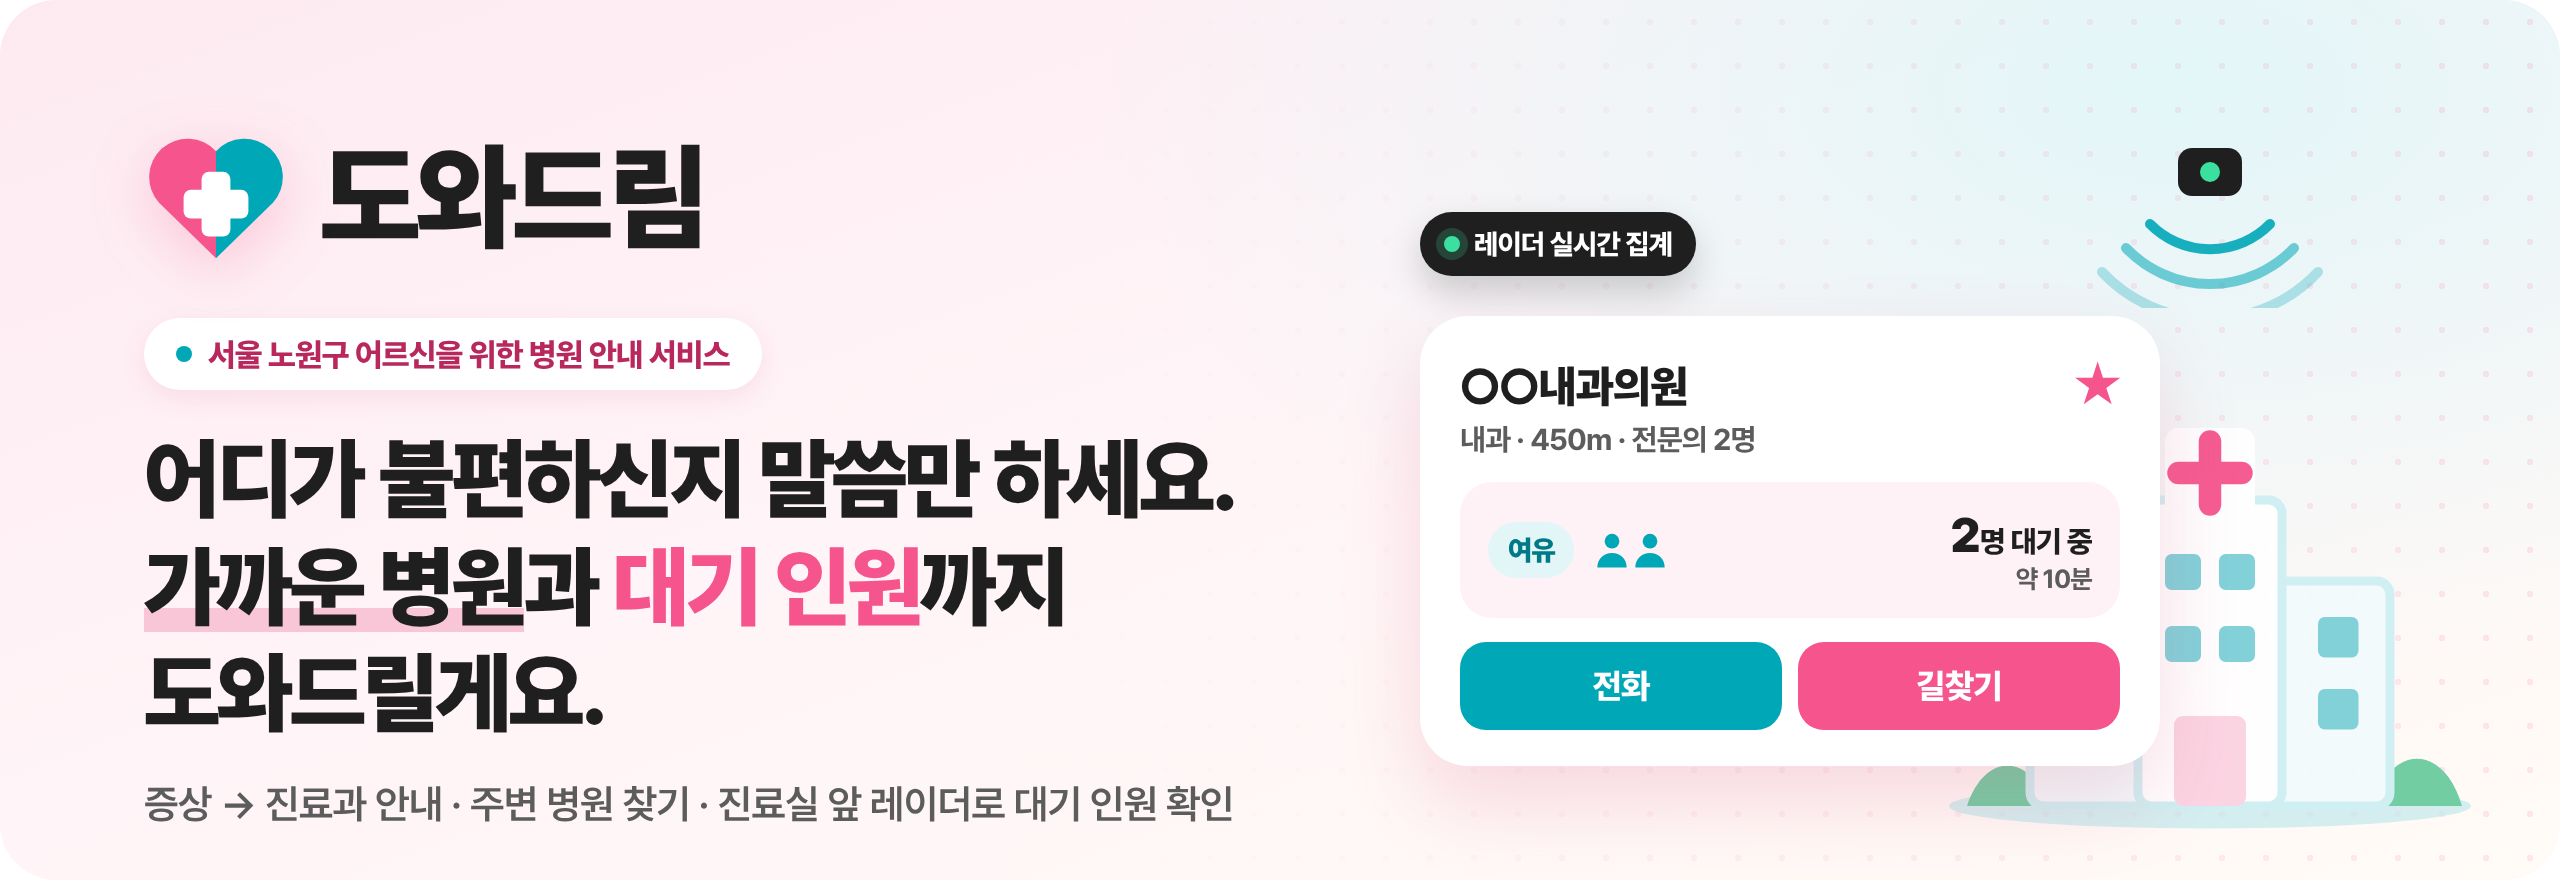 도와드림
서울 노원구 어르신을 위한 병원 안내 서비스
어디가 불편하신지 말씀만 하세요.
가까운 병원과 대기 인원까지
도와드릴게요.
증상 → 진료과 안내 · 주변 병원 찾기 · 진료실 앞 레이더로 대기 인원 확인
레이더 실시간 집계
○○내과의원
내과 · 450m · 전문의 2명
여유
2명 대기 중
약 10분
전화
길찾기